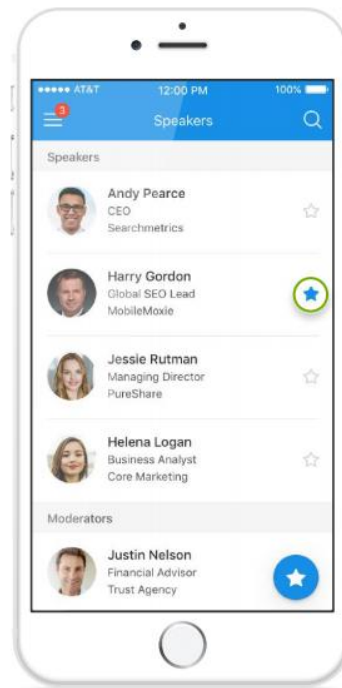 AT&T 12:00 PM 100%
3
Speakers
Speakers
Andy Pearce
CEO
Searchmetrics
Harry Gordon
Global SEO Lead
MobileMoxie
Jessie Rutman
Managing Director
PureShare
Helena Logan
Business Analyst
Core Marketing
Moderators
Justin Nelson
Financial Advisor
Trust Agency